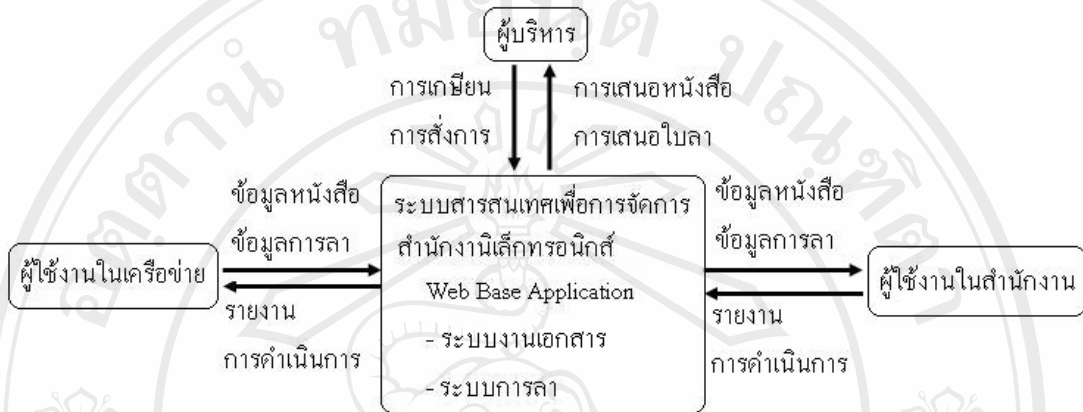 ผู้บริหาร
การเกษียน
การสั่งการ
การเสนอหนังสือ
การเสนอใบลา
ข้อมูลหนังสือ
ข้อมูลการลา
ผู้ใช้งานในเครือข่าย
รายงาน
การดำเนินการ
ระบบสารสนเทศเพื่อการจัดการ
สำนักงานิเล็กทรอนิกส์
Web Base Application
- ระบบงานเอกสาร
- ระบบการลา
ข้อมูลหนังสือ
ข้อมูลการลา
ผู้ใช้งานในสำนักงาน
รายงาน
การดำเนินการ